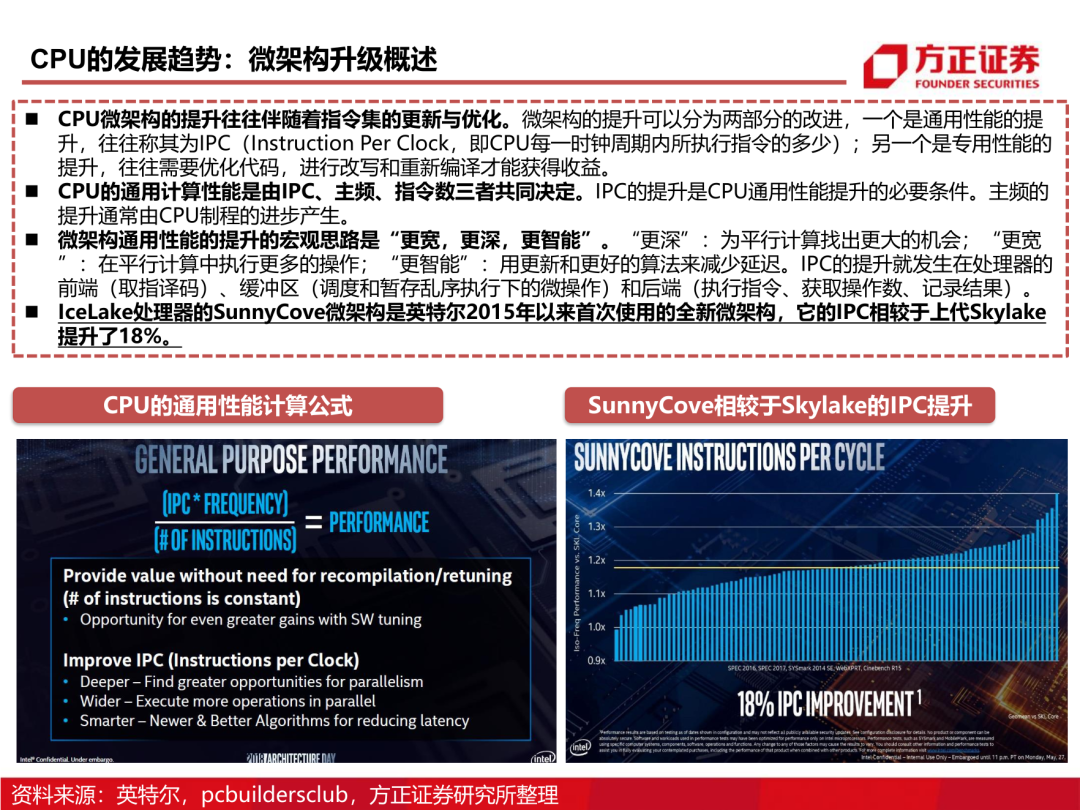 CPU的发展趋势：微架构升级概述
方正证券
FOUNDER SECURITIES
■ CPU微架构的提升往往伴随着指令集的更新与优化。微架构的提升可以分为两部分的改进，一个是通用性能的提
升，往往称其为IPC（Instruction Per Clock，即CPU每一时钟周期内所执行指令的多少）；另一个是专用性能的
提升，往往需要优化代码，进行改写和重新编译才能获得收益。
■ CPU的通用计算性能是由IPC、主频、指令数三者共同决定。IPC的提升是CPU通用性能提升的必要条件。主频的
提升通常由CPU制程的进步产生。
■ 微架构通用性能的提升的宏观思路是“更宽，更深，更智能”。“更深”：为平行计算找出更大的机会；“更宽
”：在平行计算中执行更多的操作；“更智能”：用更新和更好的算法来减少延迟。IPC的提升就发生在处理器的
前端（取指译码）、缓冲区（调度和暂存乱序执行下的微操作）和后端（执行指令、获取操作数、记录结果）。
■ IceLake处理器的SunnyCove微架构是英特尔2015年以来首次使用的全新微架构，它的IPC相较于上代Skylake
提升了18%。
CPU的通用性能计算公式
GENERAL PURPOSE PERFORMANCE
(IPC * FREQUENCY)
(# OF INSTRUCTIONS)
= PERFORMANCE
Provide value without need for recompilation/retuning
(# of instructions is constant)
• Opportunity for even greater gains with SW tuning
Improve IPC (Instructions per Clock)
• Deeper – Find greater opportunities for parallelism
• Wider – Execute more operations in parallel
• Smarter – Newer & Better Algorithms for reducing latency
Intel® Confidential. Under embargo.
2018 ARCHITECTURE DAY
intel
SunnyCove相较于Skylake的IPC提升
SUNNYCOVE INSTRUCTIONS PER CYCLE
Iso-Freq Performance vs. SKL Core
1.4x
1.3x
1.2x
1.1x
1.0x
0.9x
SPEC 2016, SPEC 2017, SYSmark 2014 SE, WebXPRT, Cinebench R15
18% IPC IMPROVEMENT¹
Geomean vs SKL Core
intel
Intel Confidential – Internal Use Only – Embargoed until 11 p.m. PT on Monday, May, 27.
资料来源：英特尔，pcbuildersclub，方正证券研究所整理